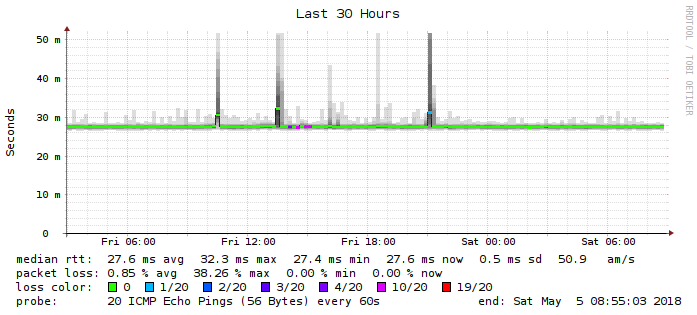 Last 30 Hours
RRDTOOL / TOBI OETIKER
Seconds
50 m
40 m
30 m
20 m
10 m
0
Fri 06:00 Fri 12:00 Fri 18:00 Sat 00:00 Sat 06:00
median rtt: 27.6 ms avg 32.3 ms max 27.4 ms min 27.6 ms now 0.5 ms sd 50.9 am/s
packet loss: 0.85 % avg 38.26 % max 0.00 % min 0.00 % now
loss color: 0 1/20 2/20 3/20 4/20 10/20 19/20
probe: 20 ICMP Echo Pings (56 Bytes) every 60s end: Sat May 5 08:55:03 2018